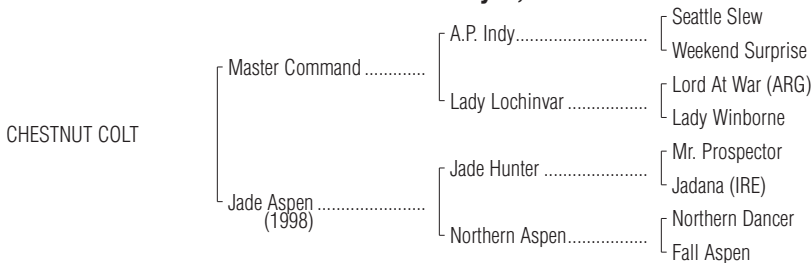 Seattle Slew
A.P. Indy
Weekend Surprise
Master Command
Lord At War (ARG)
Lady Lochinvar
Lady Winborne
CHESTNUT COLT
Mr. Prospector
Jade Hunter
Jadana (IRE)
Jade Aspen
(1998)
Northern Dancer
Northern Aspen
Fall Aspen